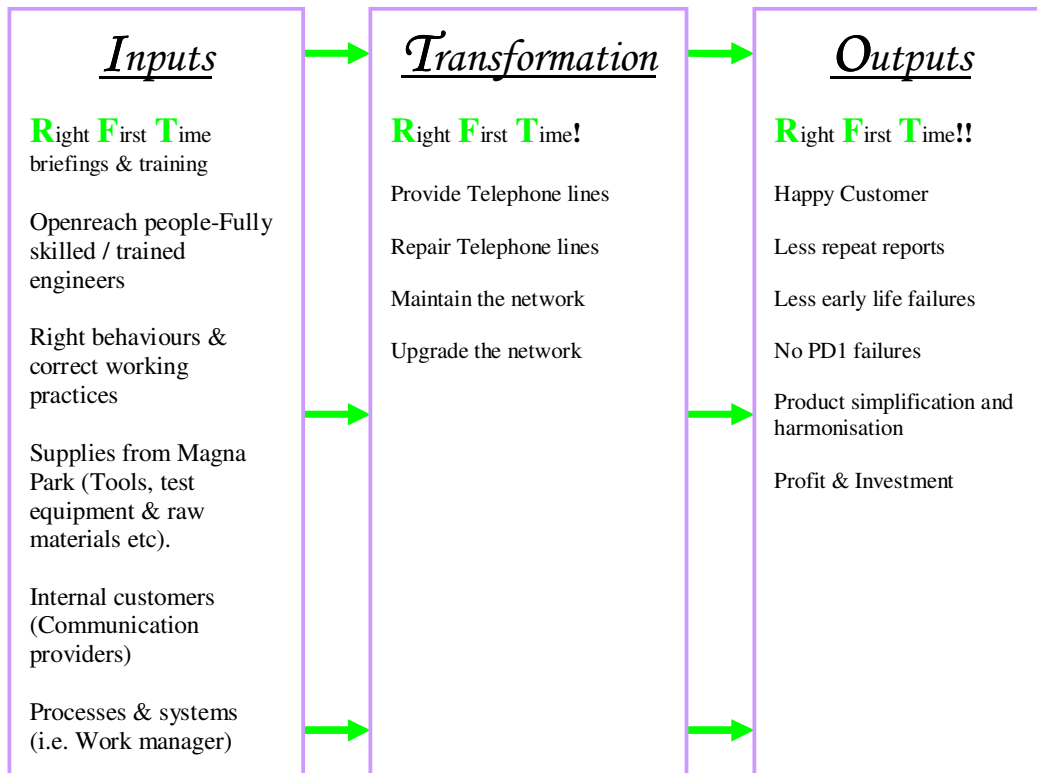 Inputs
Right First Time
briefings & training
Openreach people-Fully
skilled / trained
engineers
Right behaviours &
correct working
practices
Supplies from Magna
Park (Tools, test
equipment & raw
materials etc).
Internal customers
(Communication
providers)
Processes & systems
(i.e. Work manager)
Transformation
Right First Time!
Provide Telephone lines
Repair Telephone lines
Maintain the network
Upgrade the network
Outputs
Right First Time!!
Happy Customer
Less repeat reports
Less early life failures
No PD1 failures
Product simplification and
harmonisation
Profit & Investment